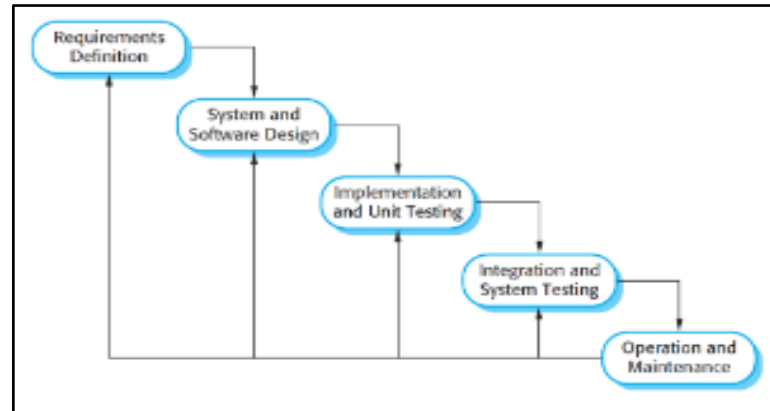 Requirements
Definition
System and
Software Design
Implementation
and Unit Testing
Integration and
System Testing
Operation and
Maintenance